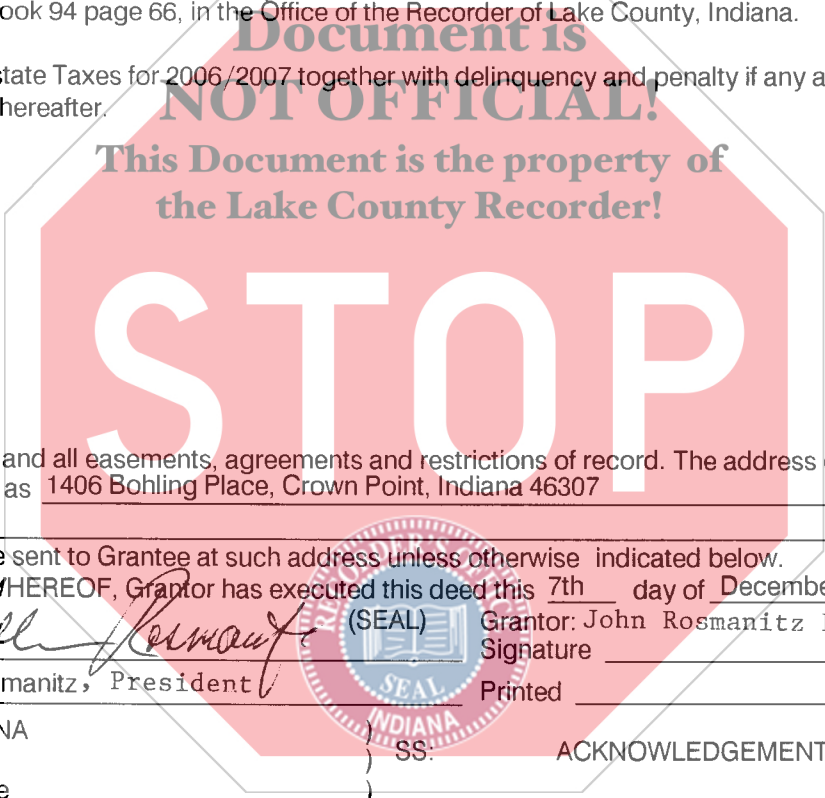 ook 94 page 66, in the Office of the Recorder of Lake County, Indiana.
Document is
state Taxes for 2006/2007 together with delinquency and penalty if any a
NOT OFFICIAL!
hereafter.
This Document is the property of
the Lake County Recorder!
STOP
and all easements, agreements and restrictions of record. The address
as 1406 Bohling Place, Crown Point, Indiana 46307
e sent to Grantee at such address unless otherwise indicated below.
WHEREOF, Grantor has executed this deed this 7th day of Decembe
(SEAL) Grantor: John Rosmanitz
Rosmanitz
Signature
manitz, President Printed
RECORDER'S OFFICE
SEAL
INDIANA
NA
) SS: ACKNOWLEDGEMENT
)
e )